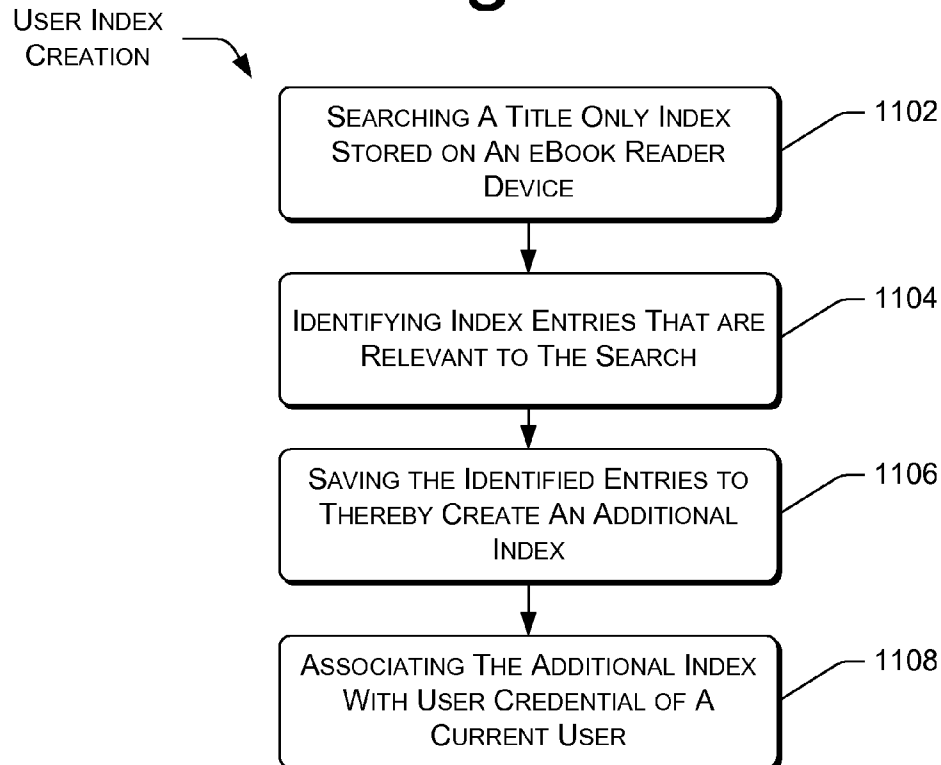 USER INDEX
CREATION
SEARCHING A TITLE ONLY INDEX
STORED ON AN EBOOK READER
DEVICE
1102
IDENTIFYING INDEX ENTRIES THAT ARE
RELEVANT TO THE SEARCH
1104
SAVING THE IDENTIFIED ENTRIES TO
THEREBY CREATE AN ADDITIONAL
INDEX
1106
ASSOCIATING THE ADDITIONAL INDEX
WITH USER CREDENTIAL OF A
CURRENT USER
1108